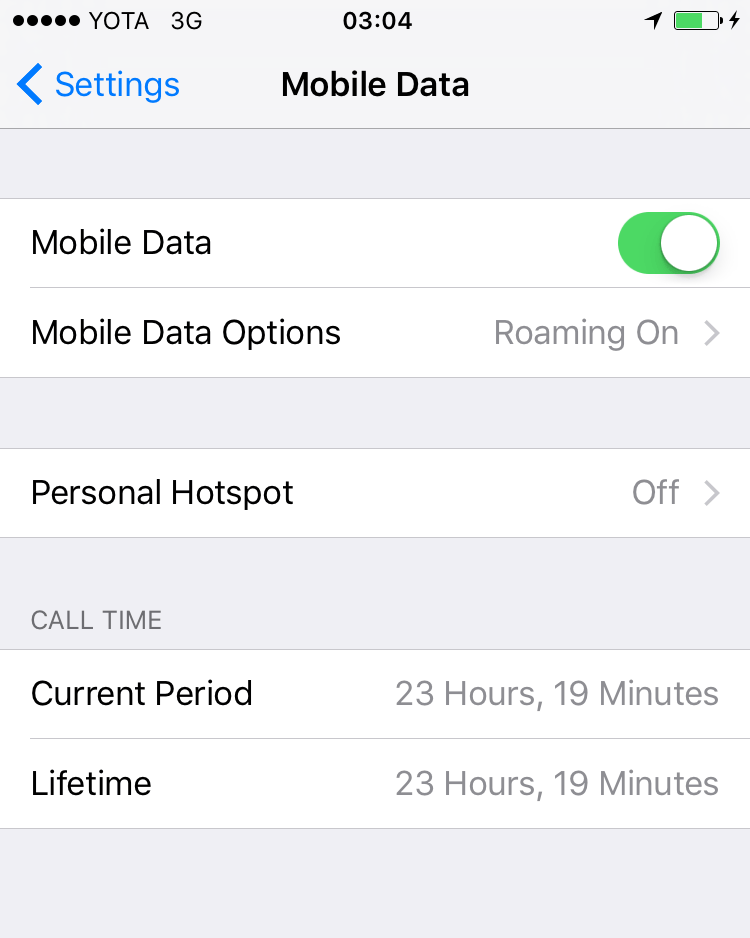 YOTA 3G 03:04
Settings Mobile Data
Mobile Data
Mobile Data Options Roaming On
Personal Hotspot Off
CALL TIME
Current Period 23 Hours, 19 Minutes
Lifetime 23 Hours, 19 Minutes